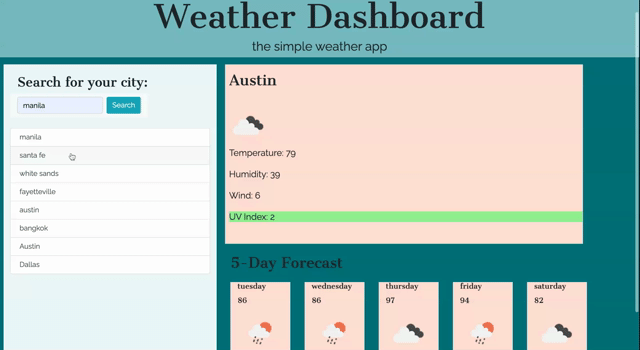 Weather Dashboard
the simple weather app
Search for your city:
manila
Search
manila
santa fe
white sands
fayetteville
austin
bangkok
Austin
Dallas
Austin
Temperature: 79
Humidity: 39
Wind: 6
UV Index: 2
5-Day Forecast
tuesday
86
wednesday
86
thursday
97
friday
94
saturday
82